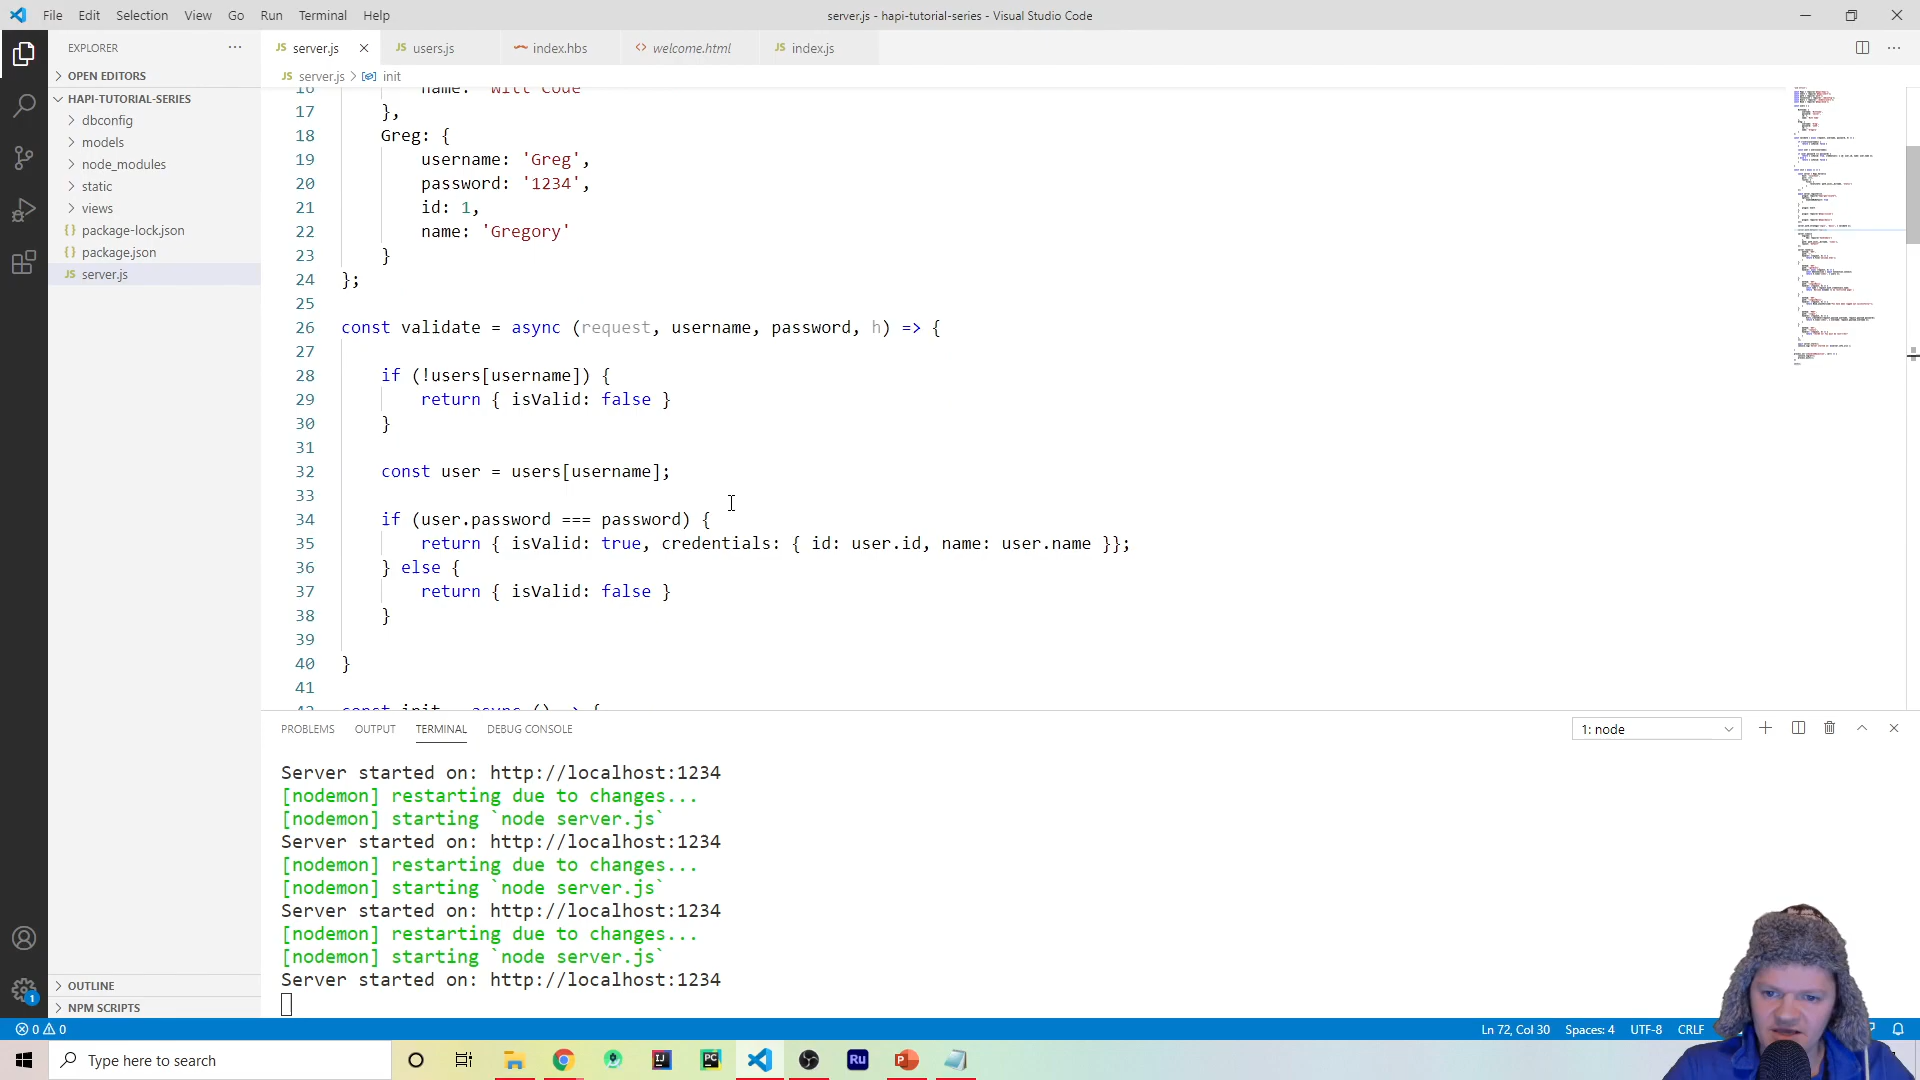 File Edit Selection View Go Run Terminal Help
server.js - hapi-tutorial-series - Visual Studio Code
EXPLORER
OPEN EDITORS
HAPI-TUTORIAL-SERIES
dbconfig
models
node_modules
static
views
{} package-lock.json
{} package.json
JS server.js
OUTLINE
NPM SCRIPTS
JS server.js
JS users.js
index.hbs
<> welcome.html
JS index.js
JS server.js > init
16 name: 'Will Code'
17 },
18 Greg: {
19 username: 'Greg',
20 password: '1234',
21 id: 1,
22 name: 'Gregory'
23 }
24 };
25
26 const validate = async (request, username, password, h) => {
27
28 if (!users[username]) {
29 return { isValid: false }
30 }
31
32 const user = users[username];
33
34 if (user.password === password) {
35 return { isValid: true, credentials: { id: user.id, name: user.name }};
36 } else {
37 return { isValid: false }
38 }
39
40 }
41
42 const init = async () => {
PROBLEMS OUTPUT TERMINAL DEBUG CONSOLE
1: node
Server started on: http://localhost:1234
[nodemon] restarting due to changes...
[nodemon] starting `node server.js`
Server started on: http://localhost:1234
[nodemon] restarting due to changes...
[nodemon] starting `node server.js`
Server started on: http://localhost:1234
[nodemon] restarting due to changes...
[nodemon] starting `node server.js`
Server started on: http://localhost:1234
1
0 0
Ln 72, Col 30 Spaces: 4 UTF-8 CRLF
Type here to search
IJ
PC
Ru
P